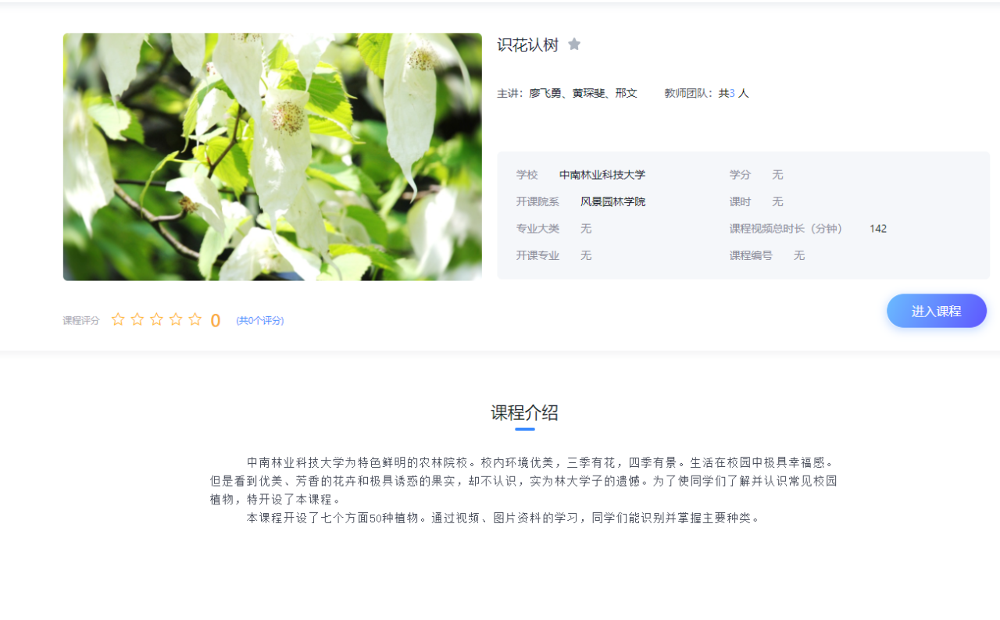 识花认树
主讲：廖飞勇、黄琛斐、邢文 教师团队：共3 人
学校 中南林业科技大学 学分 无
开课院系 风景园林学院 课时 无
专业大类 无 课程视频总时长（分钟） 142
开课专业 无 课程编号 无
课程评分 0 (共0个评分)
进入课程
课程介绍
中南林业科技大学为特色鲜明的农林院校。校内环境优美，三季有花，四季有景。生活在校园中极具幸福感。
但是看到优美、芳香的花卉和极具诱惑的果实，却不认识，实为林大学子的遗憾。为了使同学们了解并认识常见校园
植物，特开设了本课程。
本课程开设了七个方面50种植物。通过视频、图片资料的学习，同学们能识别并掌握主要种类。